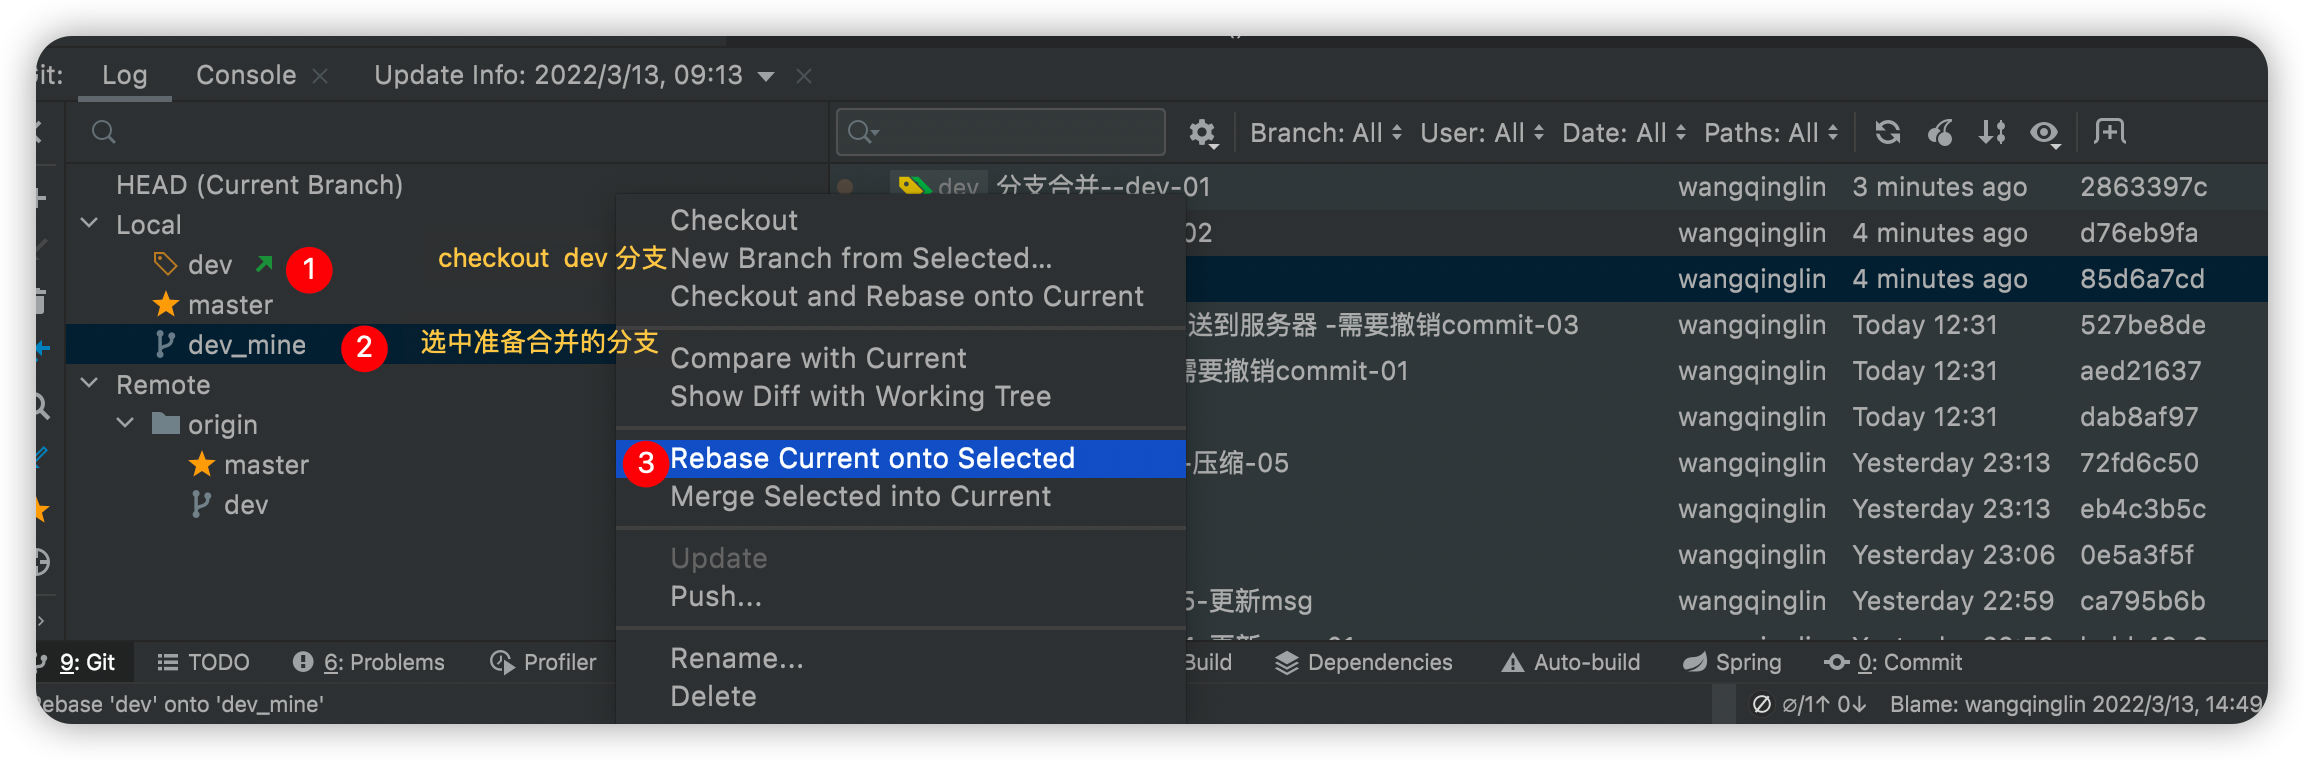 Git: Log Console Update Info: 2022/3/13, 09:13
Branch: All User: All Date: All Paths: All
HEAD (Current Branch)
Local
dev 1 checkout dev 分支
master
dev_mine 2 选中准备合并的分支
Remote
origin
master
dev
Checkout
New Branch from Selected...
Checkout and Rebase onto Current
Compare with Current
Show Diff with Working Tree
3 Rebase Current onto Selected
Merge Selected into Current
Update
Push...
Rename...
Delete
dev 分支合并--dev-01 wangqinglin 3 minutes ago 2863397c
02 wangqinglin 4 minutes ago d76eb9fa
wangqinglin 4 minutes ago 85d6a7cd
送到服务器 -需要撤销commit-03 wangqinglin Today 12:31 527be8de
需要撤销commit-01 wangqinglin Today 12:31 aed21637
wangqinglin Today 12:31 dab8af97
-压缩-05 wangqinglin Yesterday 23:13 72fd6c50
wangqinglin Yesterday 23:13 eb4c3b5c
wangqinglin Yesterday 23:06 0e5a3f5f
5-更新msg wangqinglin Yesterday 22:59 ca795b6b
9: Git TODO 6: Problems Profiler Build Dependencies Auto-build Spring 0: Commit
Rebase 'dev' onto 'dev_mine' ∅/1↑ 0↓ Blame: wangqinglin 2022/3/13, 14:49